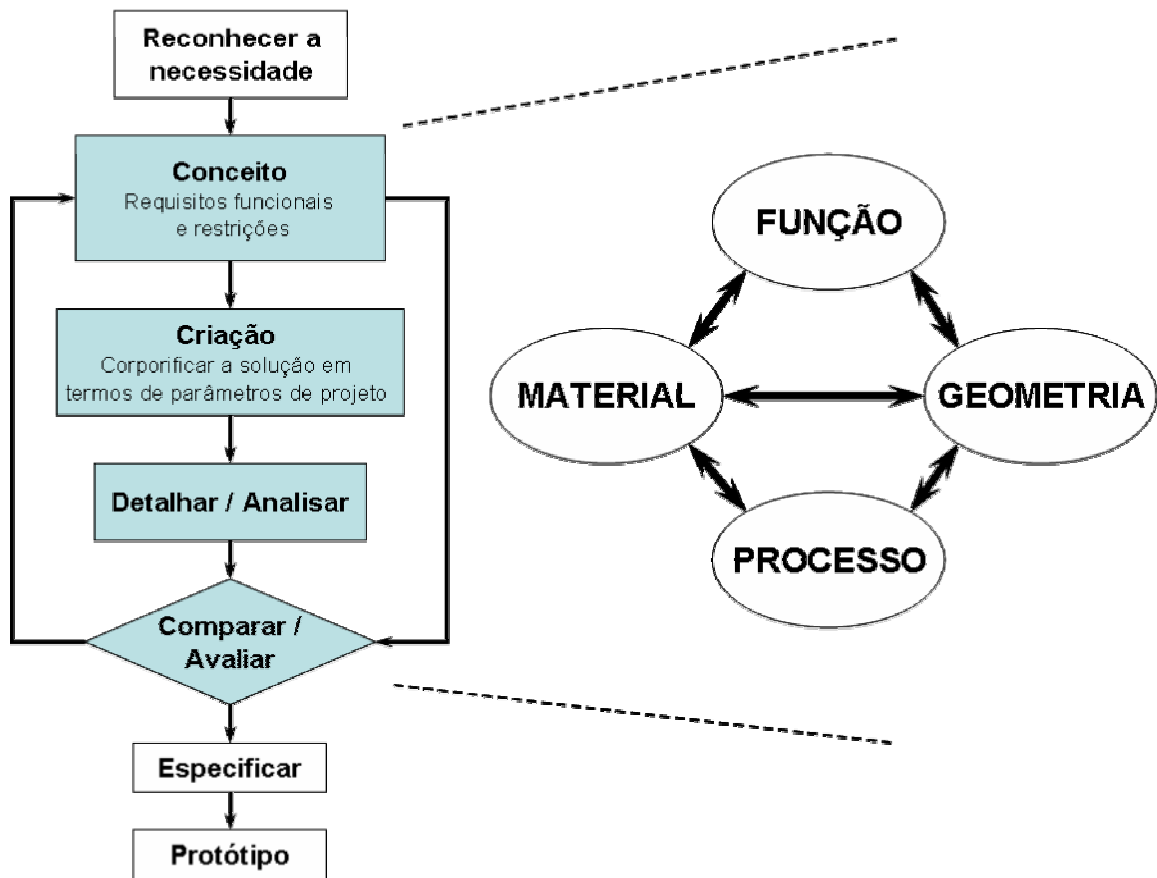 Reconhecer a
necessidade
Conceito
Requisitos funcionais
e restrições
Criação
Corporificar a solução em
termos de parâmetros de projeto
Detalhar / Analisar
Comparar /
Avaliar
Especificar
Protótipo
FUNÇÃO
MATERIAL
GEOMETRIA
PROCESSO